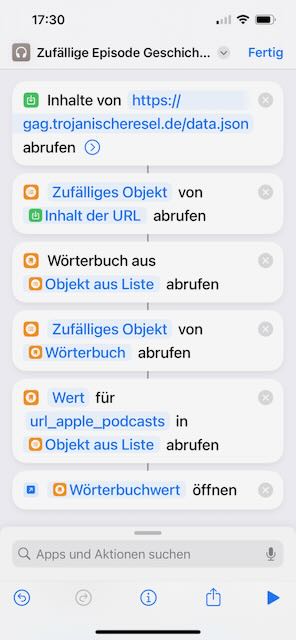 17:30
Zufällige Episode Geschich...
Fertig
Inhalte von https://
gag.trojanischeresel.de/data.json
abrufen
Zufälliges Objekt von
Inhalt der URL abrufen
Wörterbuch aus
Objekt aus Liste abrufen
Zufälliges Objekt von
Wörterbuch abrufen
Wert für
url_apple_podcasts in
Objekt aus Liste abrufen
Wörterbuchwert öffnen
Apps und Aktionen suchen